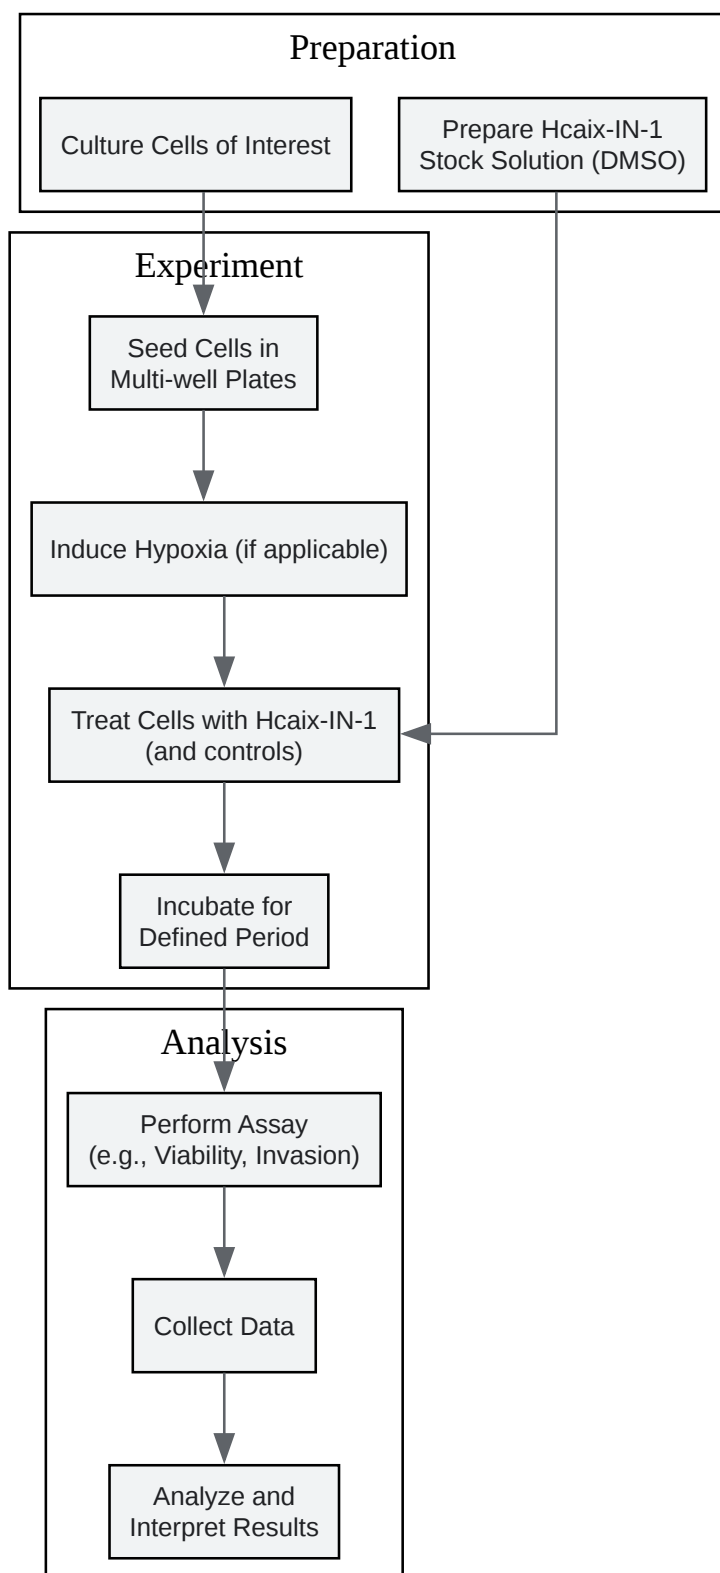 Preparation
Culture Cells of Interest
Prepare Hcaix-IN-1
Stock Solution (DMSO)
Experiment
Seed Cells in
Multi-well Plates
Induce Hypoxia (if applicable)
Treat Cells with Hcaix-IN-1
(and controls)
Incubate for
Defined Period
Analysis
Perform Assay
(e.g., Viability, Invasion)
Collect Data
Analyze and
Interpret Results